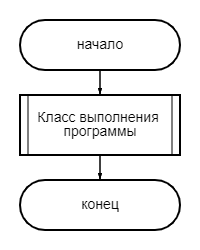 начало
Класс выполнения
программы
конец